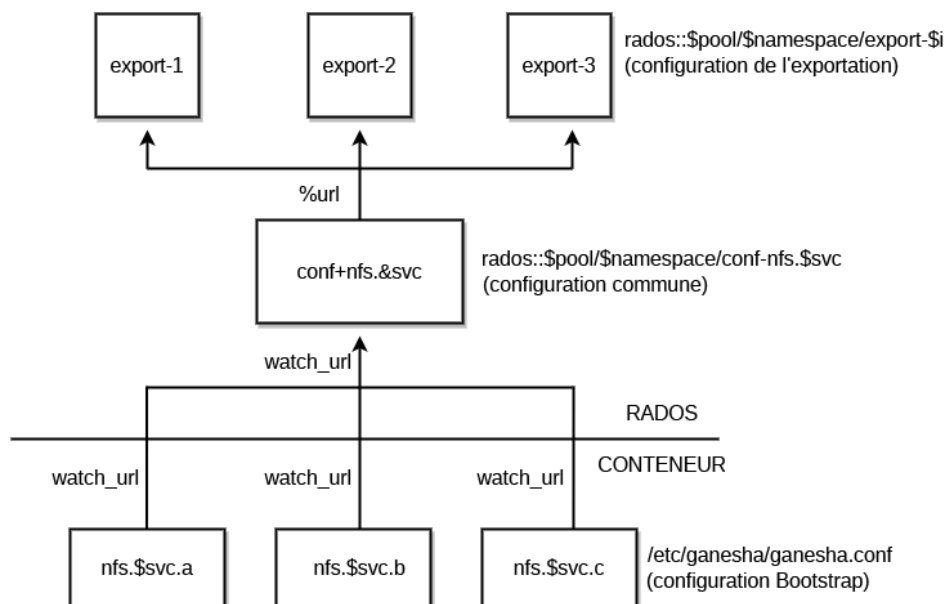 export-1
export-2
export-3
rados::$pool/$namespace/export-$i
(configuration de l'exportation)
%url
conf+nfs.&svc
rados::$pool/$namespace/conf-nfs.$svc
(configuration commune)
watch_url
RADOS
CONTENEUR
watch_url
watch_url
watch_url
nfs.$svc.a
nfs.$svc.b
nfs.$svc.c
/etc/ganesha/ganesha.conf
(configuration Bootstrap)